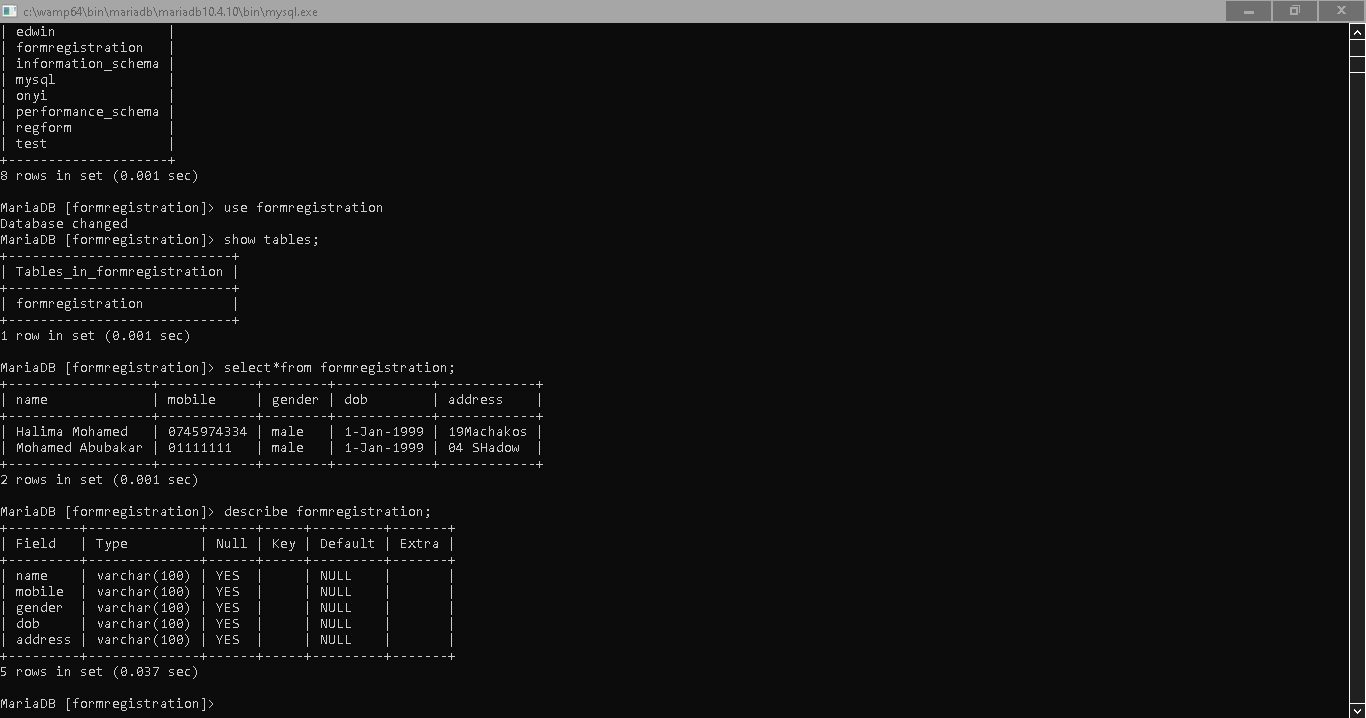 c:\wamp64\bin\mariadb\mariadb10.4.10\bin\mysql.exe
| edwin              |
| formregistration   |
| information_schema |
| mysql              |
| onyi               |
| performance_schema |
| regform            |
| test               |
+--------------------+
8 rows in set (0.001 sec)

MariaDB [formregistration]> use formregistration
Database changed
MariaDB [formregistration]> show tables;
+----------------------------+
| Tables_in_formregistration |
+----------------------------+
| formregistration           |
+----------------------------+
1 row in set (0.001 sec)

MariaDB [formregistration]> select*from formregistration;
+------------------+------------+--------+------------+------------+
| name             | mobile     | gender | dob        | address    |
+------------------+------------+--------+------------+------------+
| Halima Mohamed   | 0745974334 | male   | 1-Jan-1999 | 19Machakos |
| Mohamed Abubakar | 01111111   | male   | 1-Jan-1999 | 04 SHadow  |
+------------------+------------+--------+------------+------------+
2 rows in set (0.001 sec)

MariaDB [formregistration]> describe formregistration;
+---------+--------------+------+-----+---------+-------+
| Field   | Type         | Null | Key | Default | Extra |
+---------+--------------+------+-----+---------+-------+
| name    | varchar(100) | YES  |     | NULL    |       |
| mobile  | varchar(100) | YES  |     | NULL    |       |
| gender  | varchar(100) | YES  |     | NULL    |       |
| dob     | varchar(100) | YES  |     | NULL    |       |
| address | varchar(100) | YES  |     | NULL    |       |
+---------+--------------+------+-----+---------+-------+
5 rows in set (0.037 sec)

MariaDB [formregistration]>